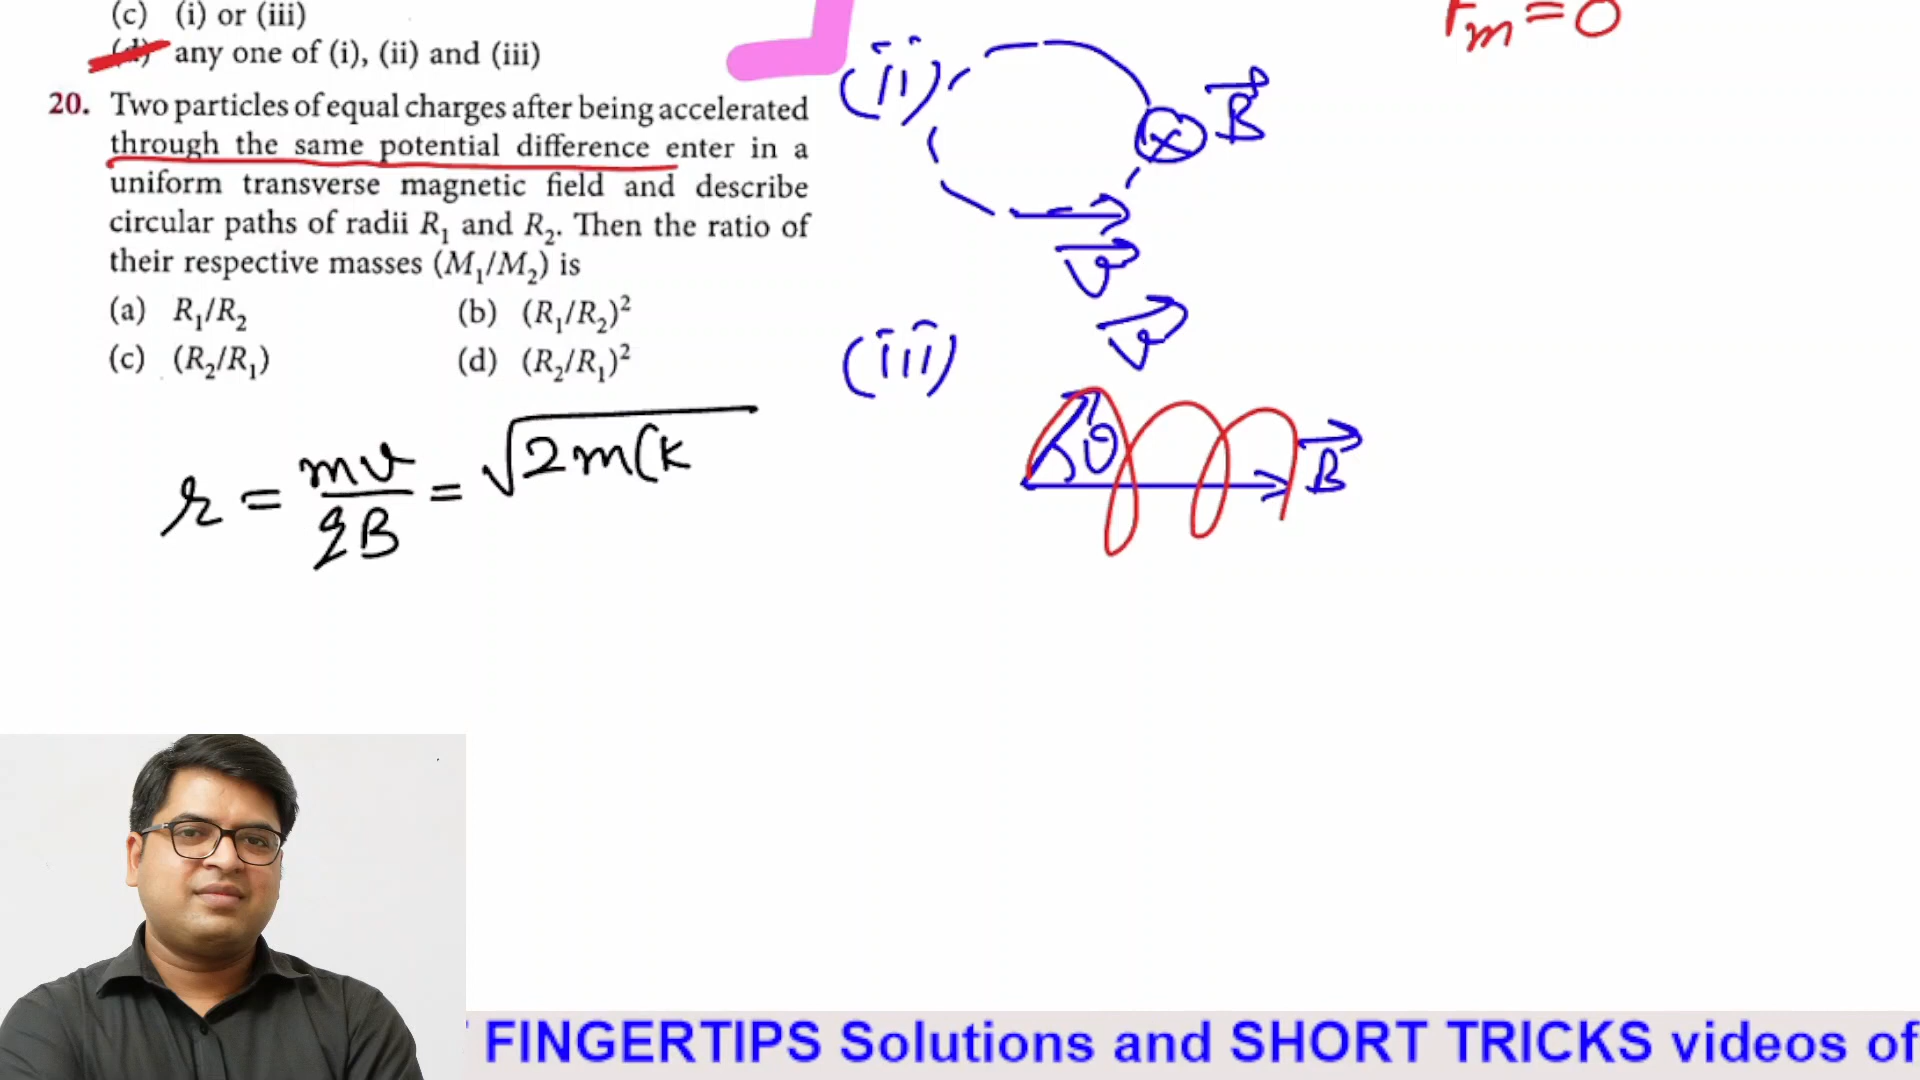 (c) (i) or (iii)
(d) any one of (i), (ii) and (iii)
20. Two particles of equal charges after being accelerated
through the same potential difference enter in a
uniform transverse magnetic field and describe
circular paths of radii R₁ and R₂. Then the ratio of
their respective masses (M₁/M₂) is
(a) R₁/R₂ (b) (R₁/R₂)²
(c) (R₂/R₁) (d) (R₂/R₁)²
r = mv/qB = √2m(K
Fm = 0
(ii)
B
v
(iii)
v
θ
B
FINGERTIPS Solutions and SHORT TRICKS videos of